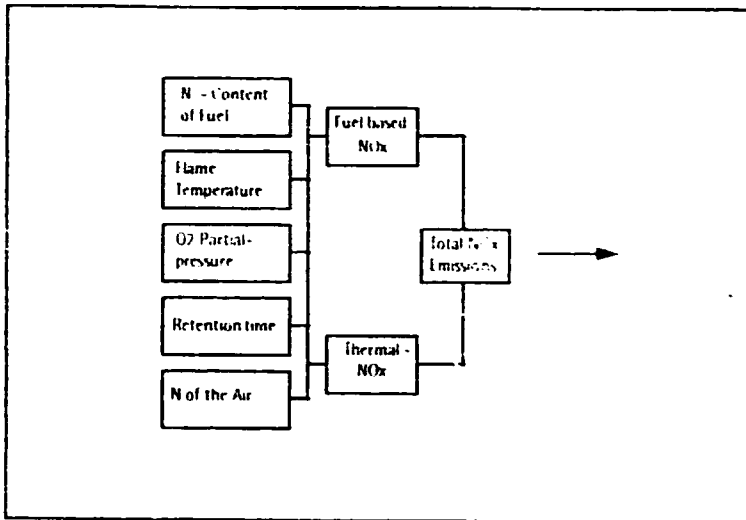 N - Content
of Fuel
Flame
Temperature
O2 Partial-
pressure
Retention time
N of the Air
Fuel based
NOx
Thermal -
NOx
Total NOx
Emissions